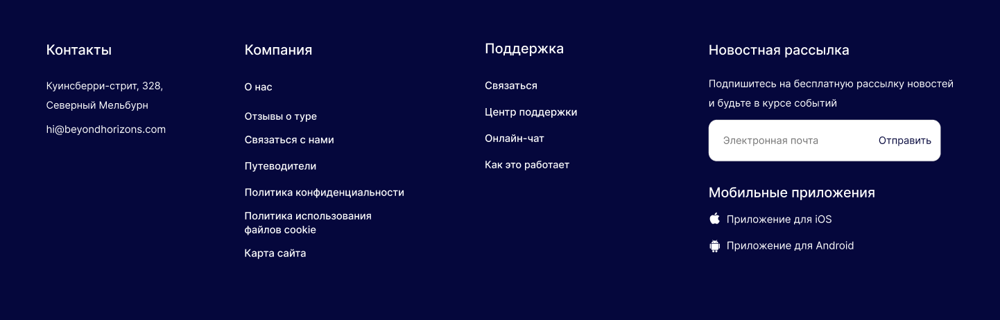 Контакты
Куинсберри-стрит, 328,
Северный Мельбурн
hi@beyondhorizons.com
Компания
О нас
Отзывы о туре
Связаться с нами
Путеводители
Политика конфиденциальности
Политика использования
файлов cookie
Карта сайта
Поддержка
Связаться
Центр поддержки
Онлайн-чат
Как это работает
Новостная рассылка
Подпишитесь на бесплатную рассылку новостей
и будьте в курсе событий
Электронная почта Отправить
Мобильные приложения
Приложение для iOS
Приложение для Android